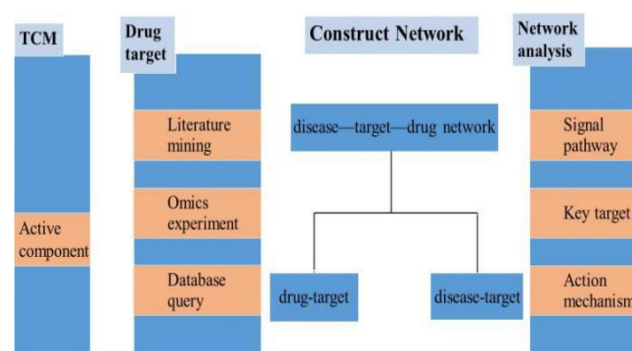 TCM
Active
component
Drug
target
Literature
mining
Omics
experiment
Database
query
Construct Network
disease—target—drug network
drug-target
disease-target
Network
analysis
Signal
pathway
Key target
Action
mechanism